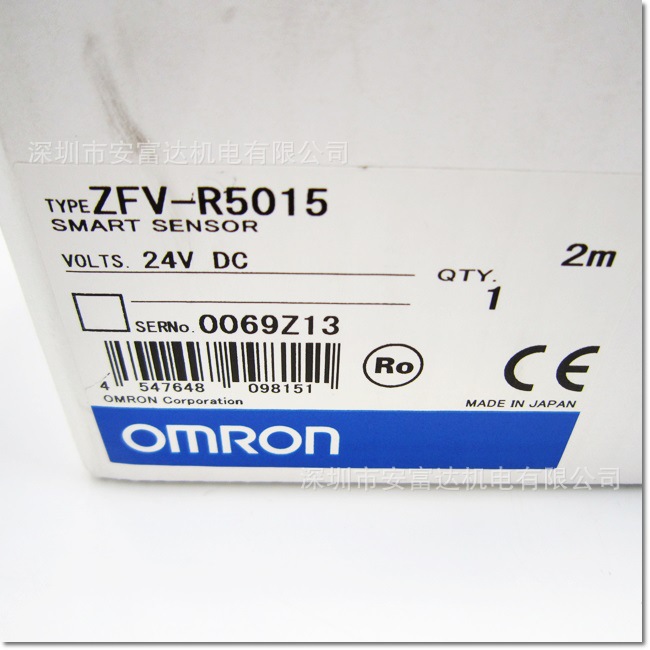 深圳市安富达机电有限公司
TYPE ZFV-R5015
SMART SENSOR
VOLTS. 24V DC
QTY. 1
2m
SERNo. 0069Z13
4 547648 098151
Ro
CE
OMRON Corporation
MADE IN JAPAN
OMRON
深圳市安富达机电有限公司